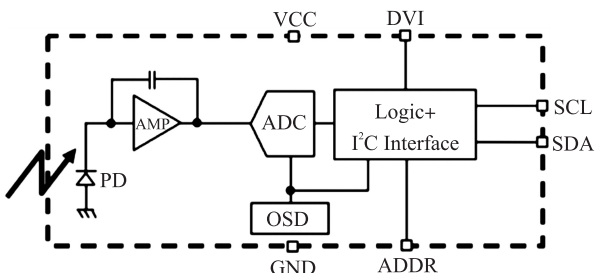 VCC
DVI
AMP
ADC
Logic+
I²C Interface
SCL
SDA
PD
OSD
GND
ADDR